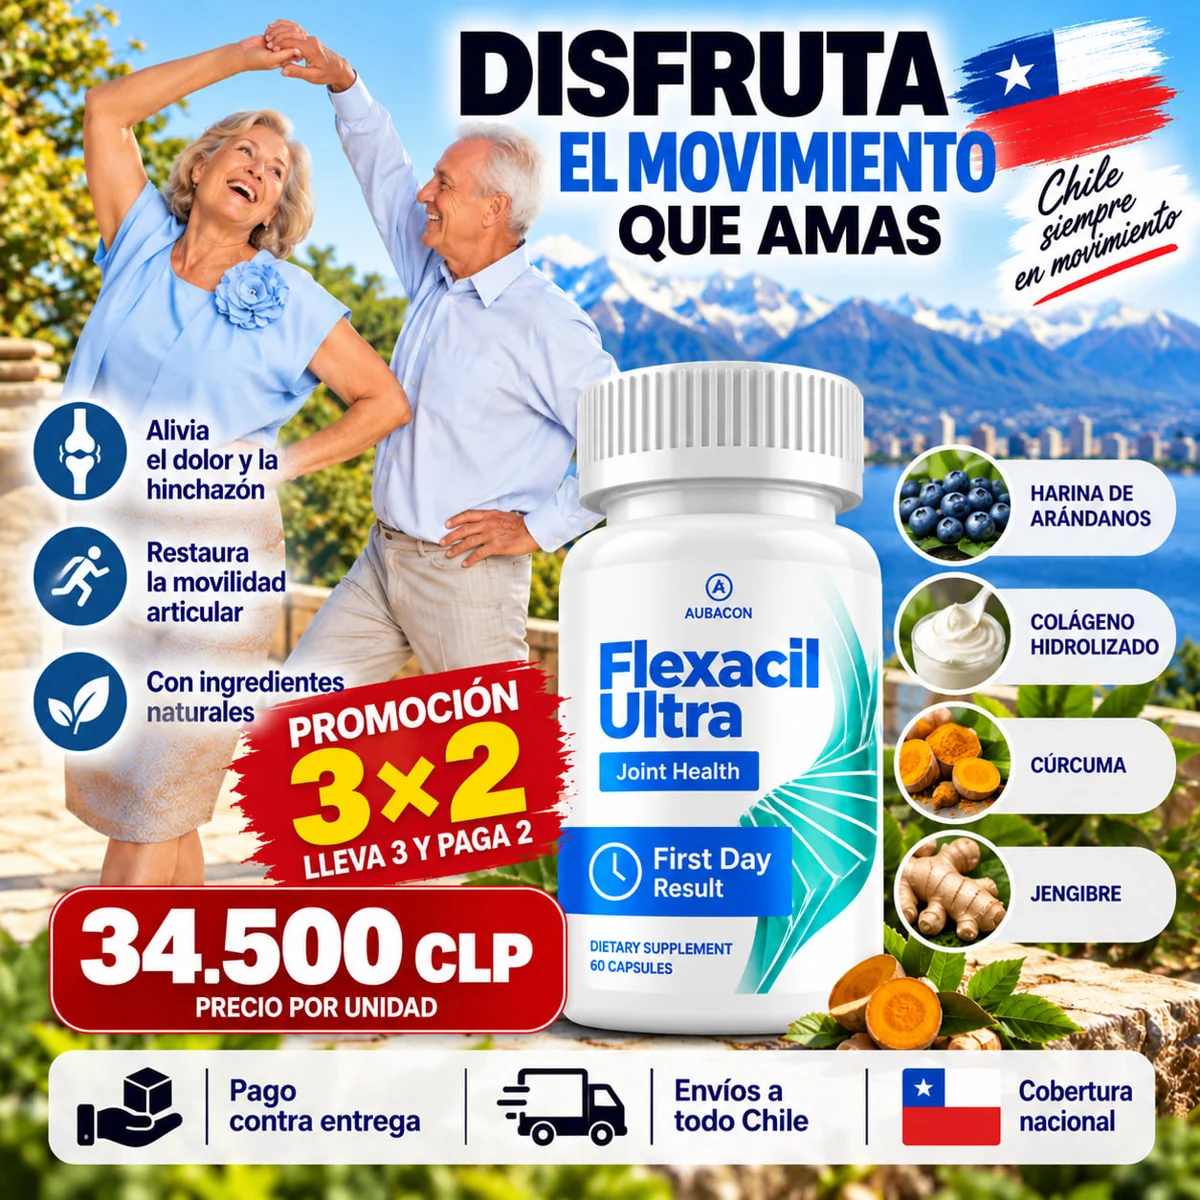 DISFRUTA
EL MOVIMIENTO
QUE AMAS
Chile
siempre
en movimiento
Alivia
el dolor y la
hinchazón
Restaura
la movilidad
articular
Con ingredientes
naturales
PROMOCIÓN
3×2
LLEVA 3 Y PAGA 2
34.500 CLP
PRECIO POR UNIDAD
AUBACON
Flexacil
Ultra
Joint Health
First Day
Result
DIETARY SUPPLEMENT
60 CAPSULES
HARINA DE
ARÁNDANOS
COLÁGENO
HIDROLIZADO
CÚRCUMA
JENGIBRE
Pago
contra entrega
Envíos a
todo Chile
Cobertura
nacional